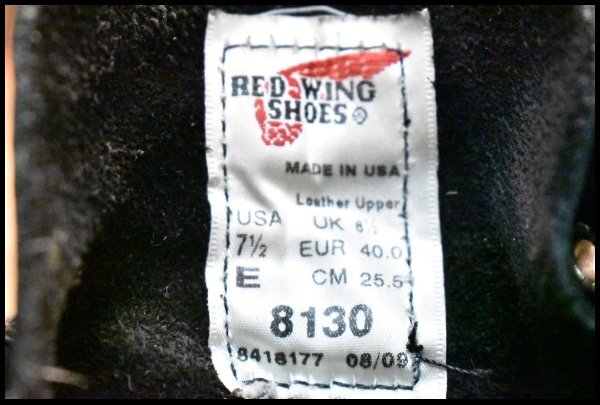 RED WING
SHOES®
MADE IN USA
Leather Upper
USA UK 6½
7½ EUR 40.0
E CM 25.5
8130
8418177 08/09